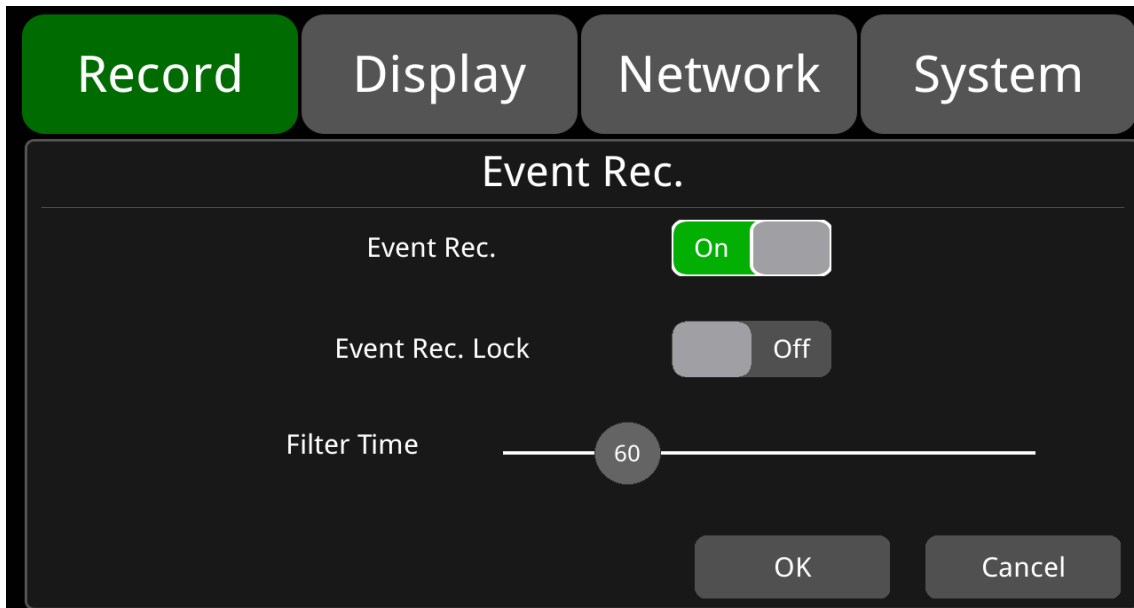 Record Display Network System
Event Rec.
Event Rec. On
Event Rec. Lock Off
Filter Time 60
OK Cancel